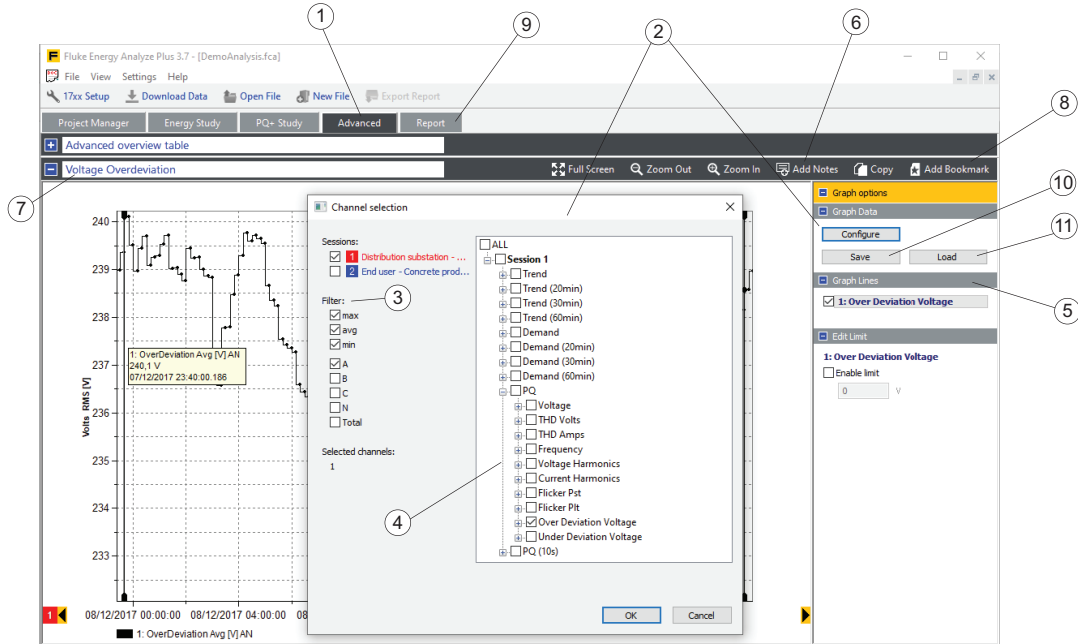 1
9
2
6
Fluke Energy Analyze Plus 3.7 - [DemoAnalysis.fca]
File View Settings Help
17xx Setup Download Data Open File New File Export Report
8
Project Manager Energy Study PQ+ Study Advanced Report
Advanced overview table
Voltage Overdeviation Full Screen Zoom Out Zoom In Add Notes Copy Add Bookmark
7
10
11
5
Channel selection
Sessions:
1 Distribution substation - ...
2 End user - Concrete prod...
Filter:
3
max
avg
min
A
B
C
N
Total
Selected channels:
1
ALL
Session 1
Trend
Trend (20min)
Trend (30min)
Trend (60min)
Demand
Demand (20min)
Demand (30min)
Demand (60min)
PQ
Voltage
THD Volts
THD Amps
Frequency
Voltage Harmonics
Current Harmonics
Flicker Pst
Flicker Plt
Over Deviation Voltage
Under Deviation Voltage
PQ (10s)
4
OK Cancel
Graph options
Graph Data
Configure
Save Load
Graph Lines
1: Over Deviation Voltage
Edit Limit
1: Over Deviation Voltage
Enable limit
0 V
Volts RMS [V]
240
239
238
237
236
235
234
233
1: OverDeviation Avg [V] AN
240,1 V
07/12/2017 23:40:00.186
1 08/12/2017 00:00:00 08/12/2017 04:00:00 08
1: OverDeviation Avg [V] AN